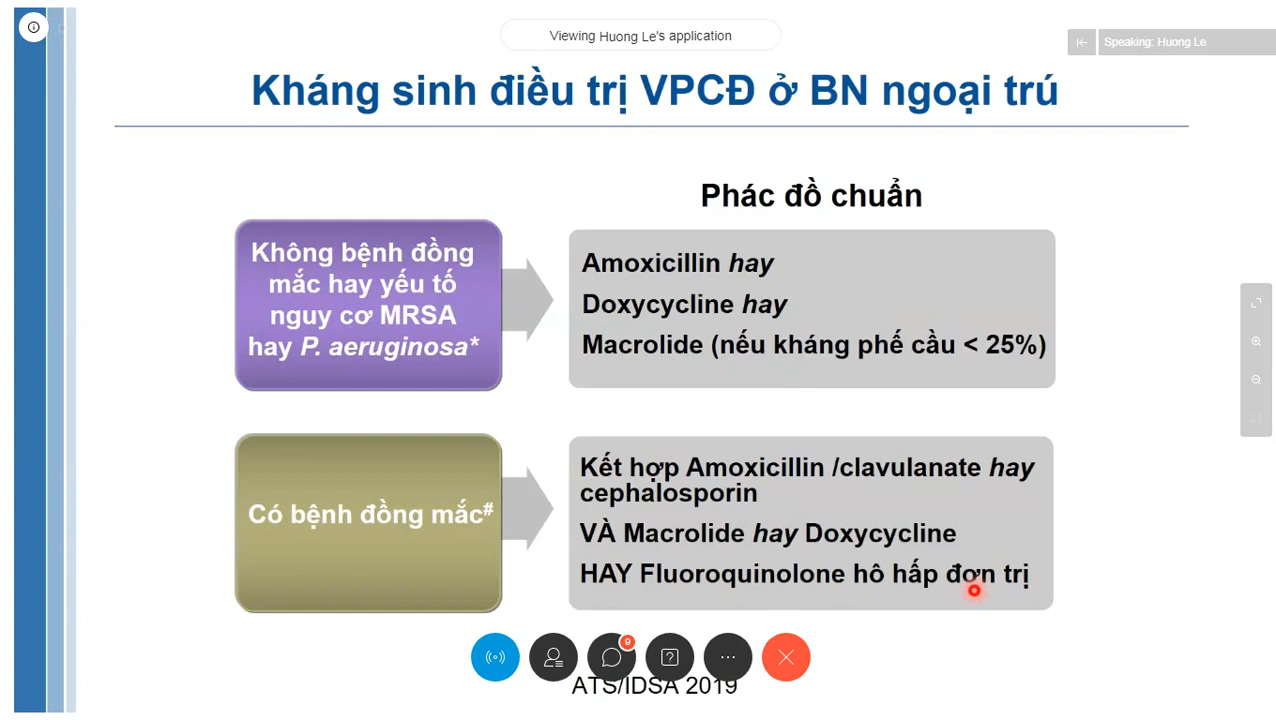 Viewing Huong Le's application
Speaking: Huong Le
Kháng sinh điều trị VPCĐ ở BN ngoại trú
Phác đồ chuẩn
Không bệnh đồng
mắc hay yếu tố
nguy cơ MRSA
hay P. aeruginosa*
Amoxicillin hay
Doxycycline hay
Macrolide (nếu kháng phế cầu < 25%)
Có bệnh đồng mắc#
Kết hợp Amoxicillin /clavulanate hay
cephalosporin
VÀ Macrolide hay Doxycycline
HAY Fluoroquinolone hô hấp đơn trị
9
ATS/IDSA 2019